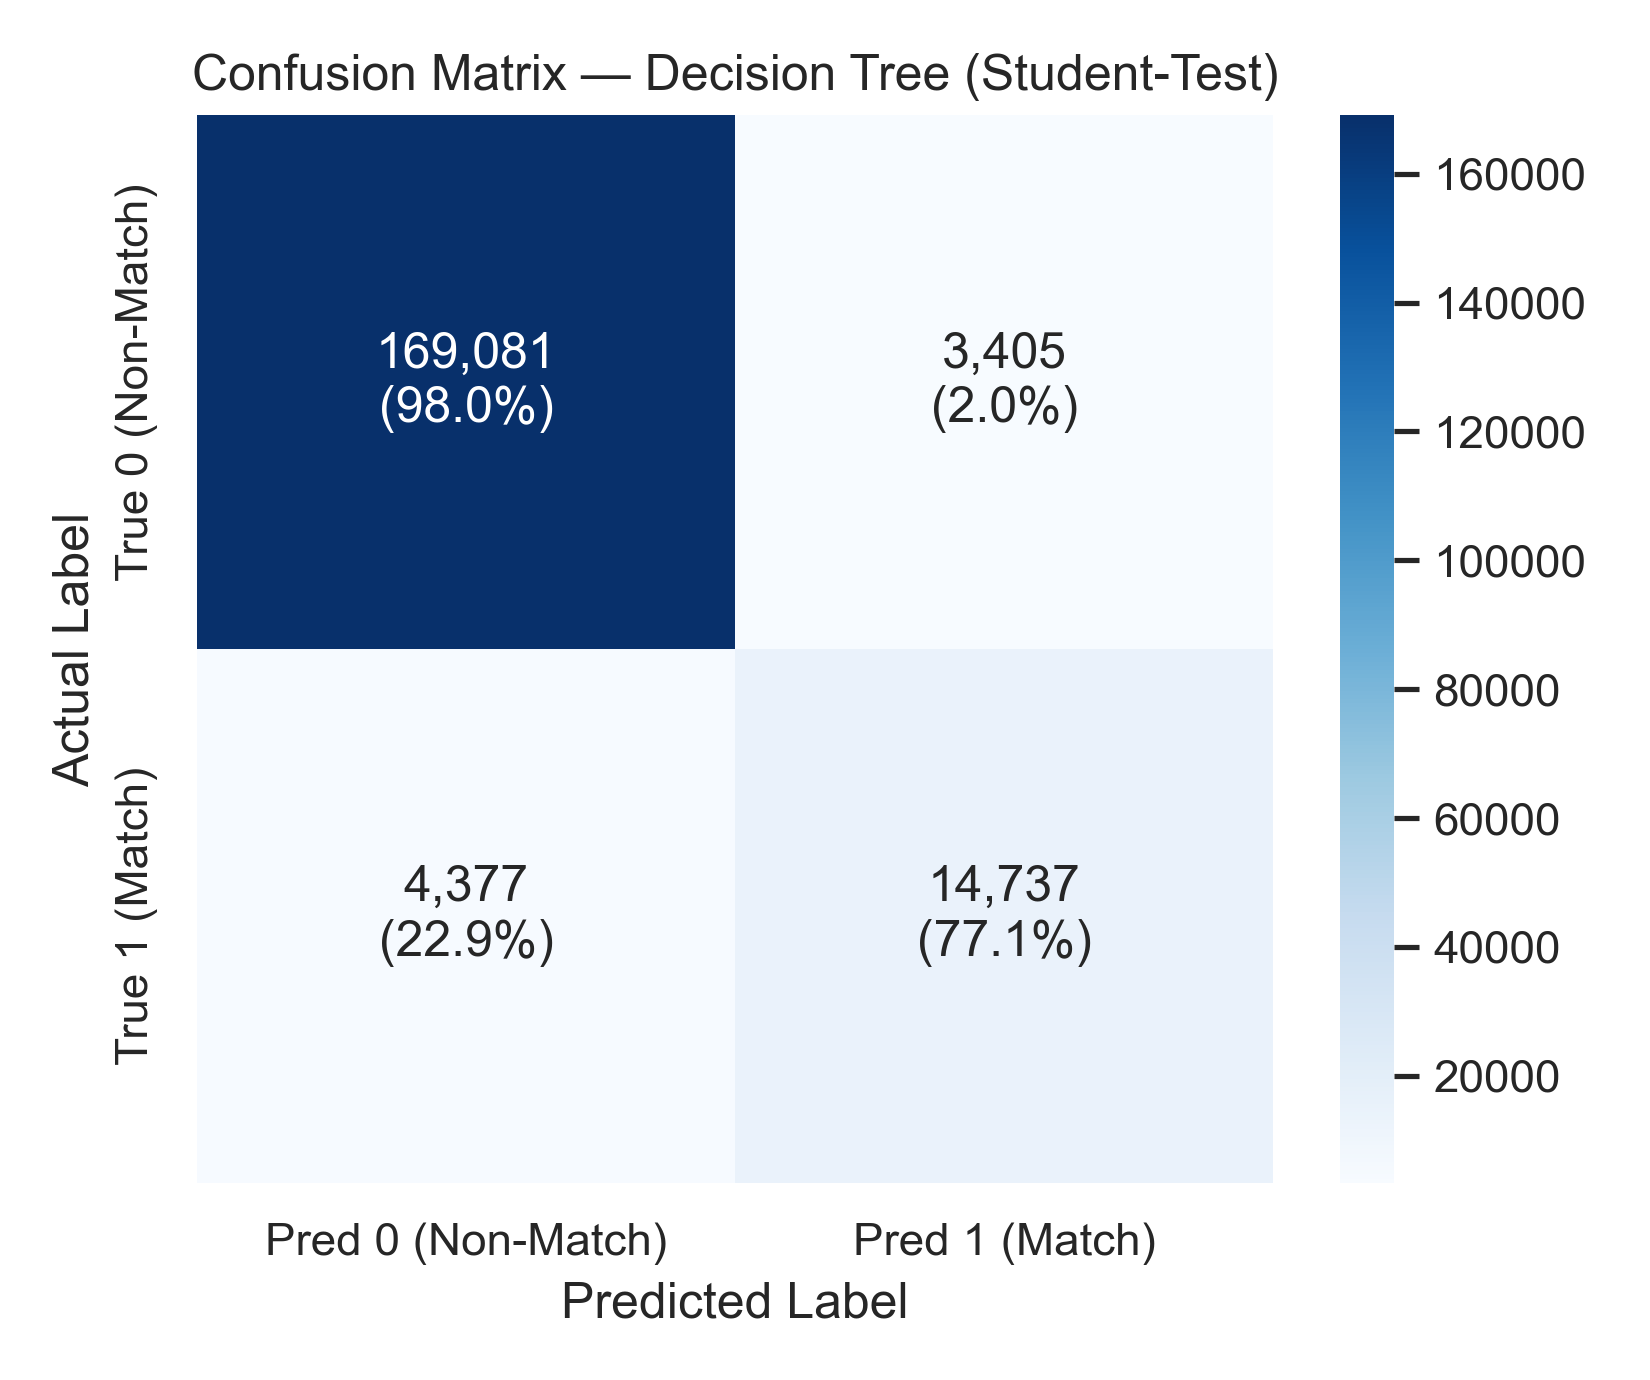 Confusion Matrix — Decision Tree (Student-Test)
Actual Label
True 0 (Non-Match)
True 1 (Match)
169,081
(98.0%)
3,405
(2.0%)
4,377
(22.9%)
14,737
(77.1%)
Pred 0 (Non-Match)
Pred 1 (Match)
Predicted Label
160000
140000
120000
100000
80000
60000
40000
20000